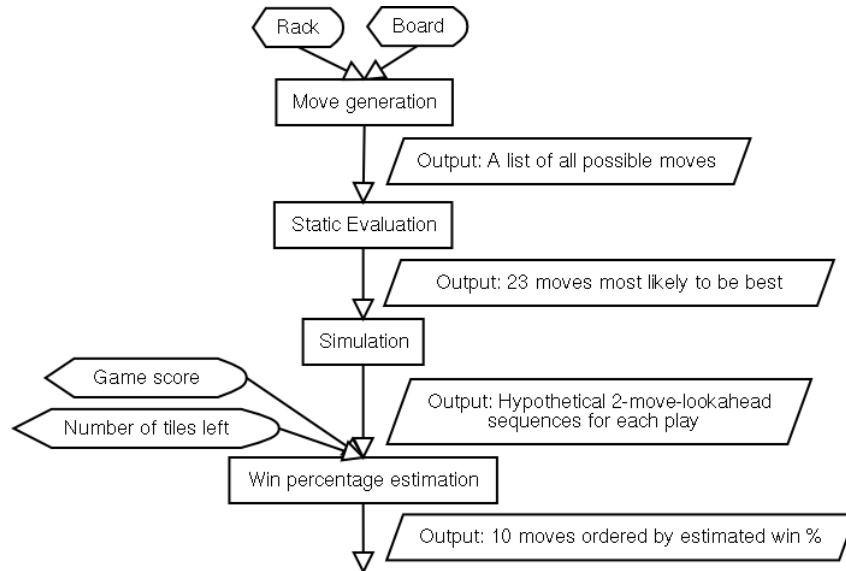 Rack
Board
Move generation
Output: A list of all possible moves
Static Evaluation
Output: 23 moves most likely to be best
Simulation
Game score
Output: Hypothetical 2-move-lookahead
sequences for each play
Number of tiles left
Win percentage estimation
Output: 10 moves ordered by estimated win %